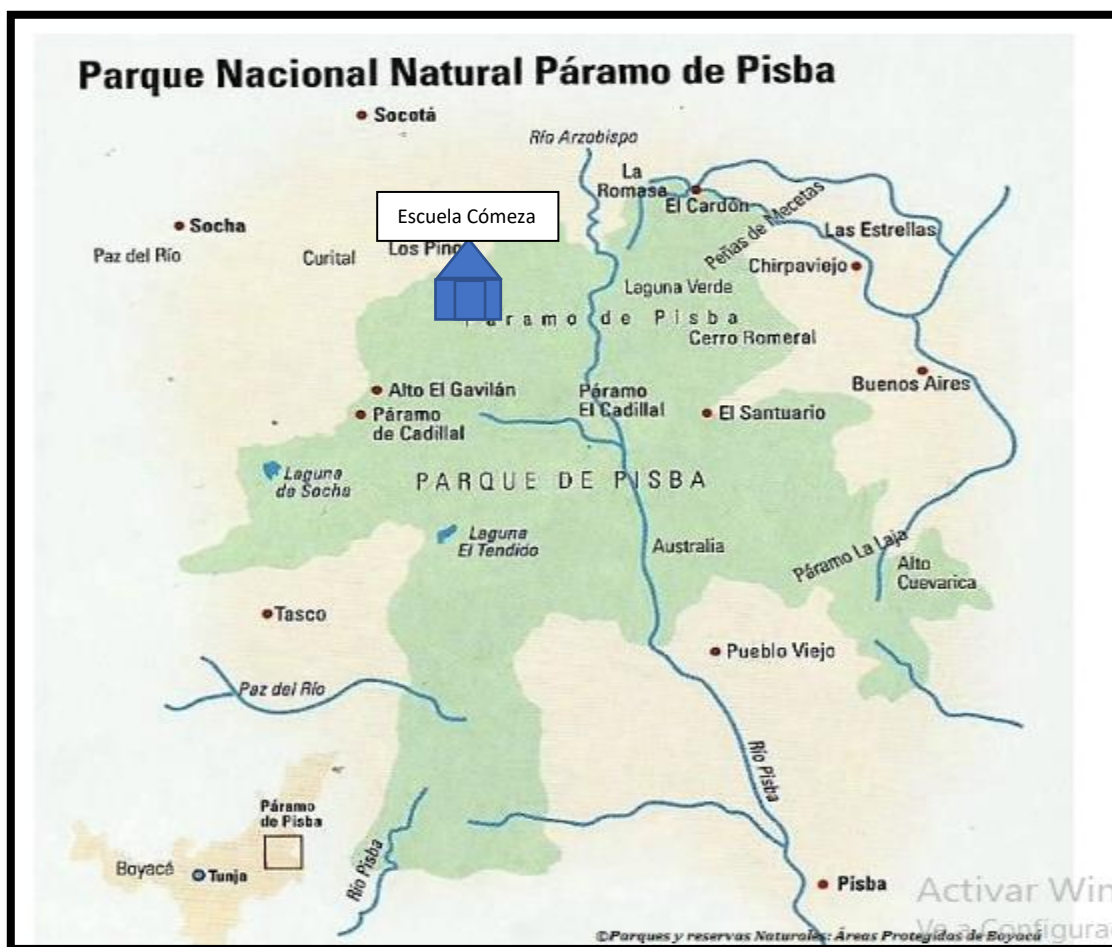 Parque Nacional Natural Páramo de Pisba
Socotá
Río Arzobispo
La
Romasa
El Cardón
Peñas de Mecetas
Escuela Cómeza
Socha
Las Estrellas
Paz del Río
Curital
Los Pino
Chirpaviejo
Laguna Verde
Páramo de Pisba
Cerro Romeral
Alto El Gavilán
Páramo
El Cadillal
Buenos Aires
Páramo
de Cadillal
El Santuario
Laguna
de Socha
PARQUE DE PISBA
Laguna
El Tendido
Australia
Páramo La Laja
Alto
Cuevarica
Tasco
Pueblo Viejo
Paz del Río
Río Pisba
Páramo
de Pisba
Boyacá
Tunja
Río Pisba
Pisba
Activar Win
©Parques y reservas Naturales: Áreas Protegidas de Boyacá
Ve a Configura